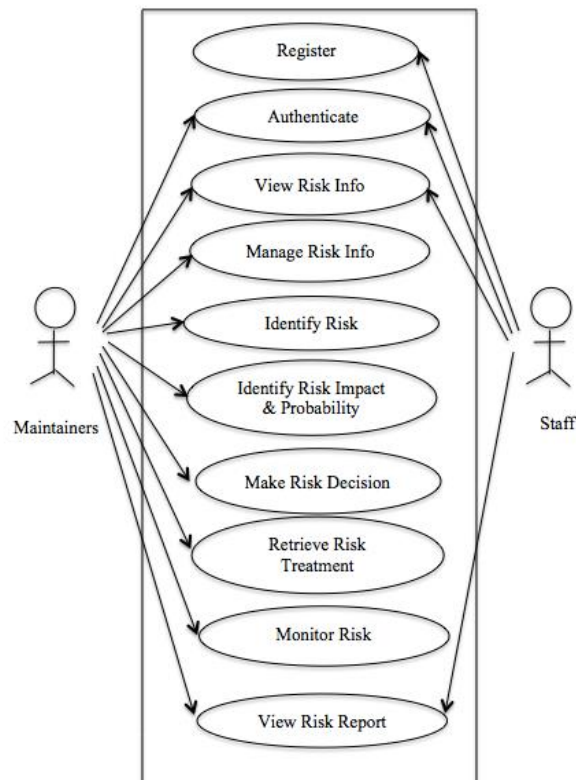 Register
Authenticate
View Risk Info
Manage Risk Info
Identify Risk
Identify Risk Impact
& Probability
Maintainers
Staff
Make Risk Decision
Retrieve Risk
Treatment
Monitor Risk
View Risk Report